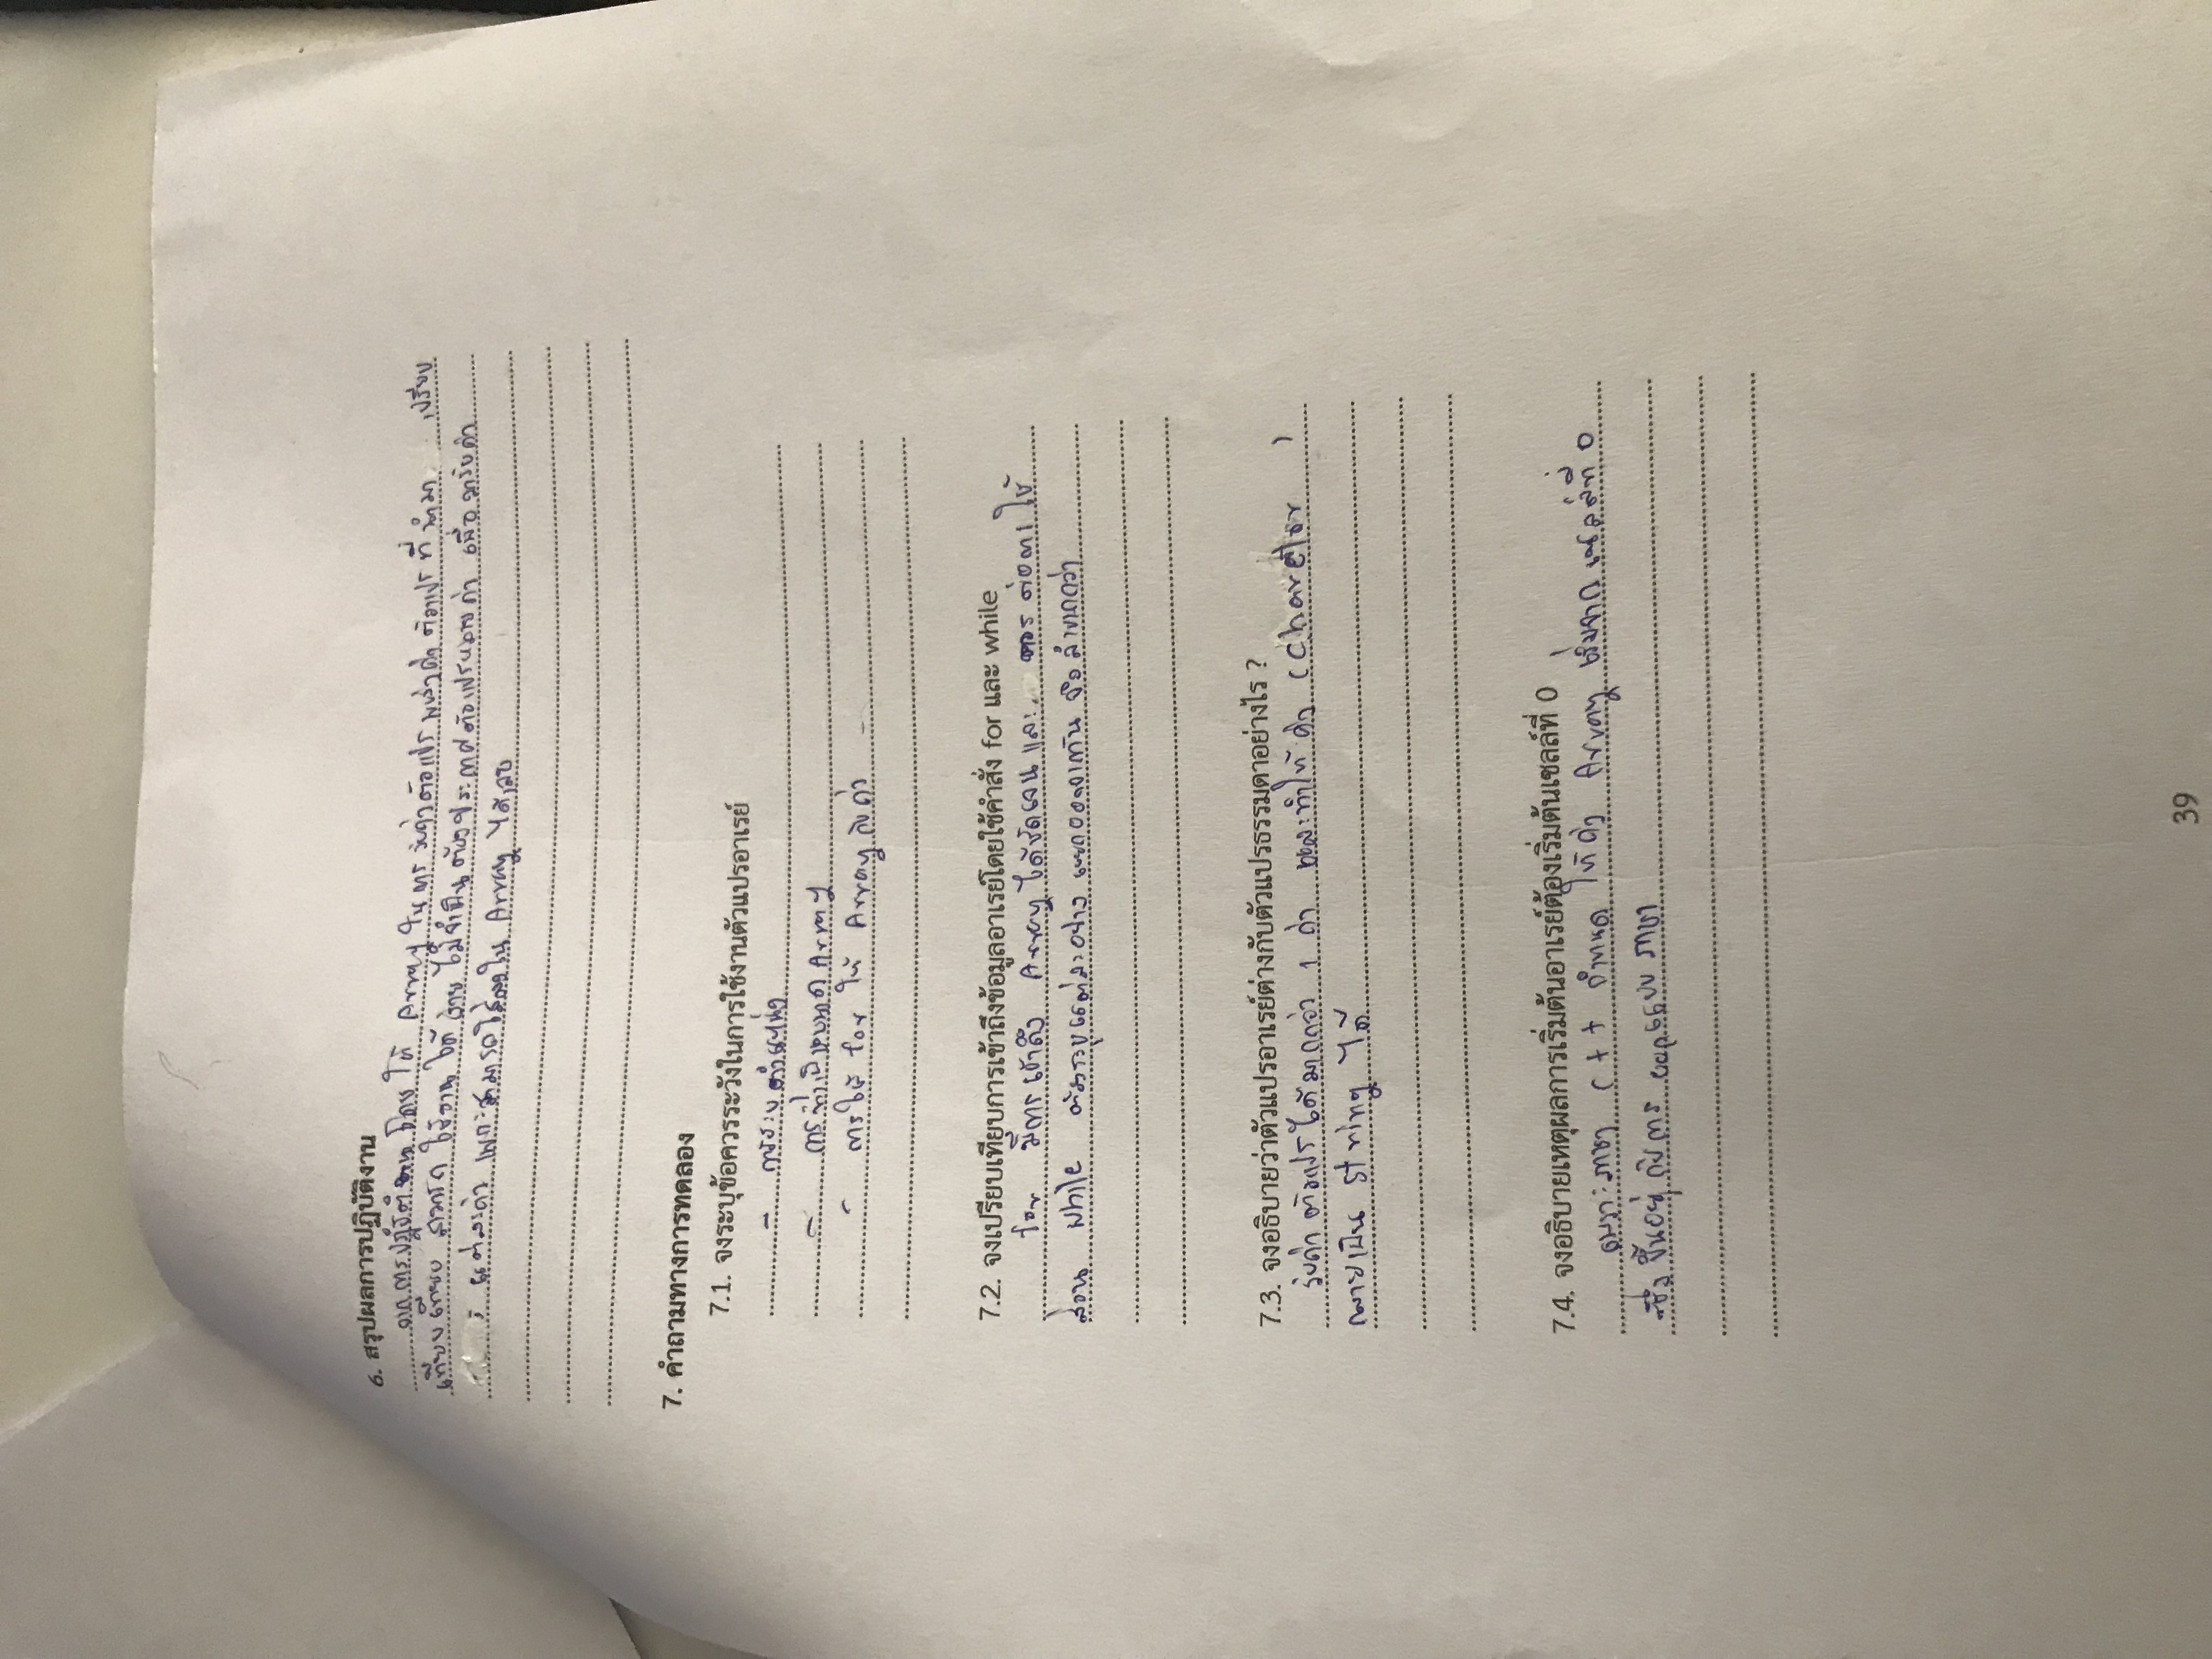 6. สรุปผลการปฏิบัติงาน
จากการปฏิบัติงาน โดยใช้ Array ในการรับค่าตัวแปร แล้วค่าตัวแปรที่นำมา เปรียบ
เทียบเทียบ สามารถใช้งานได้ง่าย ไม่จำเป็นต้องประกาศตัวแปรหลายค่า เพื่อมารับค่า
แต่ละค่า เพราะสามารถใส่ลงใน Array ได้เลย
7. คำถามทางการทดลอง
7.1. จงระบุข้อควรระวังในการใช้งานตัวแปรอาเรย์
- การระบุตำแหน่ง
- การ Array
- การใช้ for ให้ Array รับค่า
7.2. จงเปรียบเทียบการเข้าถึงข้อมูลอาเรย์โดยใช้คำสั่ง for และ while
for มีการเข้าถึง Array ได้ชัดเจนและ ต่อการใช้
ส่วน while ต้องระบุแต่ละอย่าง แยกออกจากกัน จึงลำบากกว่า
7.3. จงอธิบายว่าตัวแปรอาเรย์ต่างกับตัวแปรธรรมดาอย่างไร ?
รับค่าตัวแปรได้มากกว่า 1 ค่า และทำให้ค่า (Charetor )
กลายเป็น string ได้
7.4. จงอธิบายเหตุผลการเริ่มต้นอาเรย์ต้องเริ่มต้นเซลล์ที่ 0
เพราะภาษา C++ กำหนดให้ค่า Array เริ่มจากเซลล์ที่ 0
ซึ่งขึ้นอยู่กับการออกแบบภาษา
39